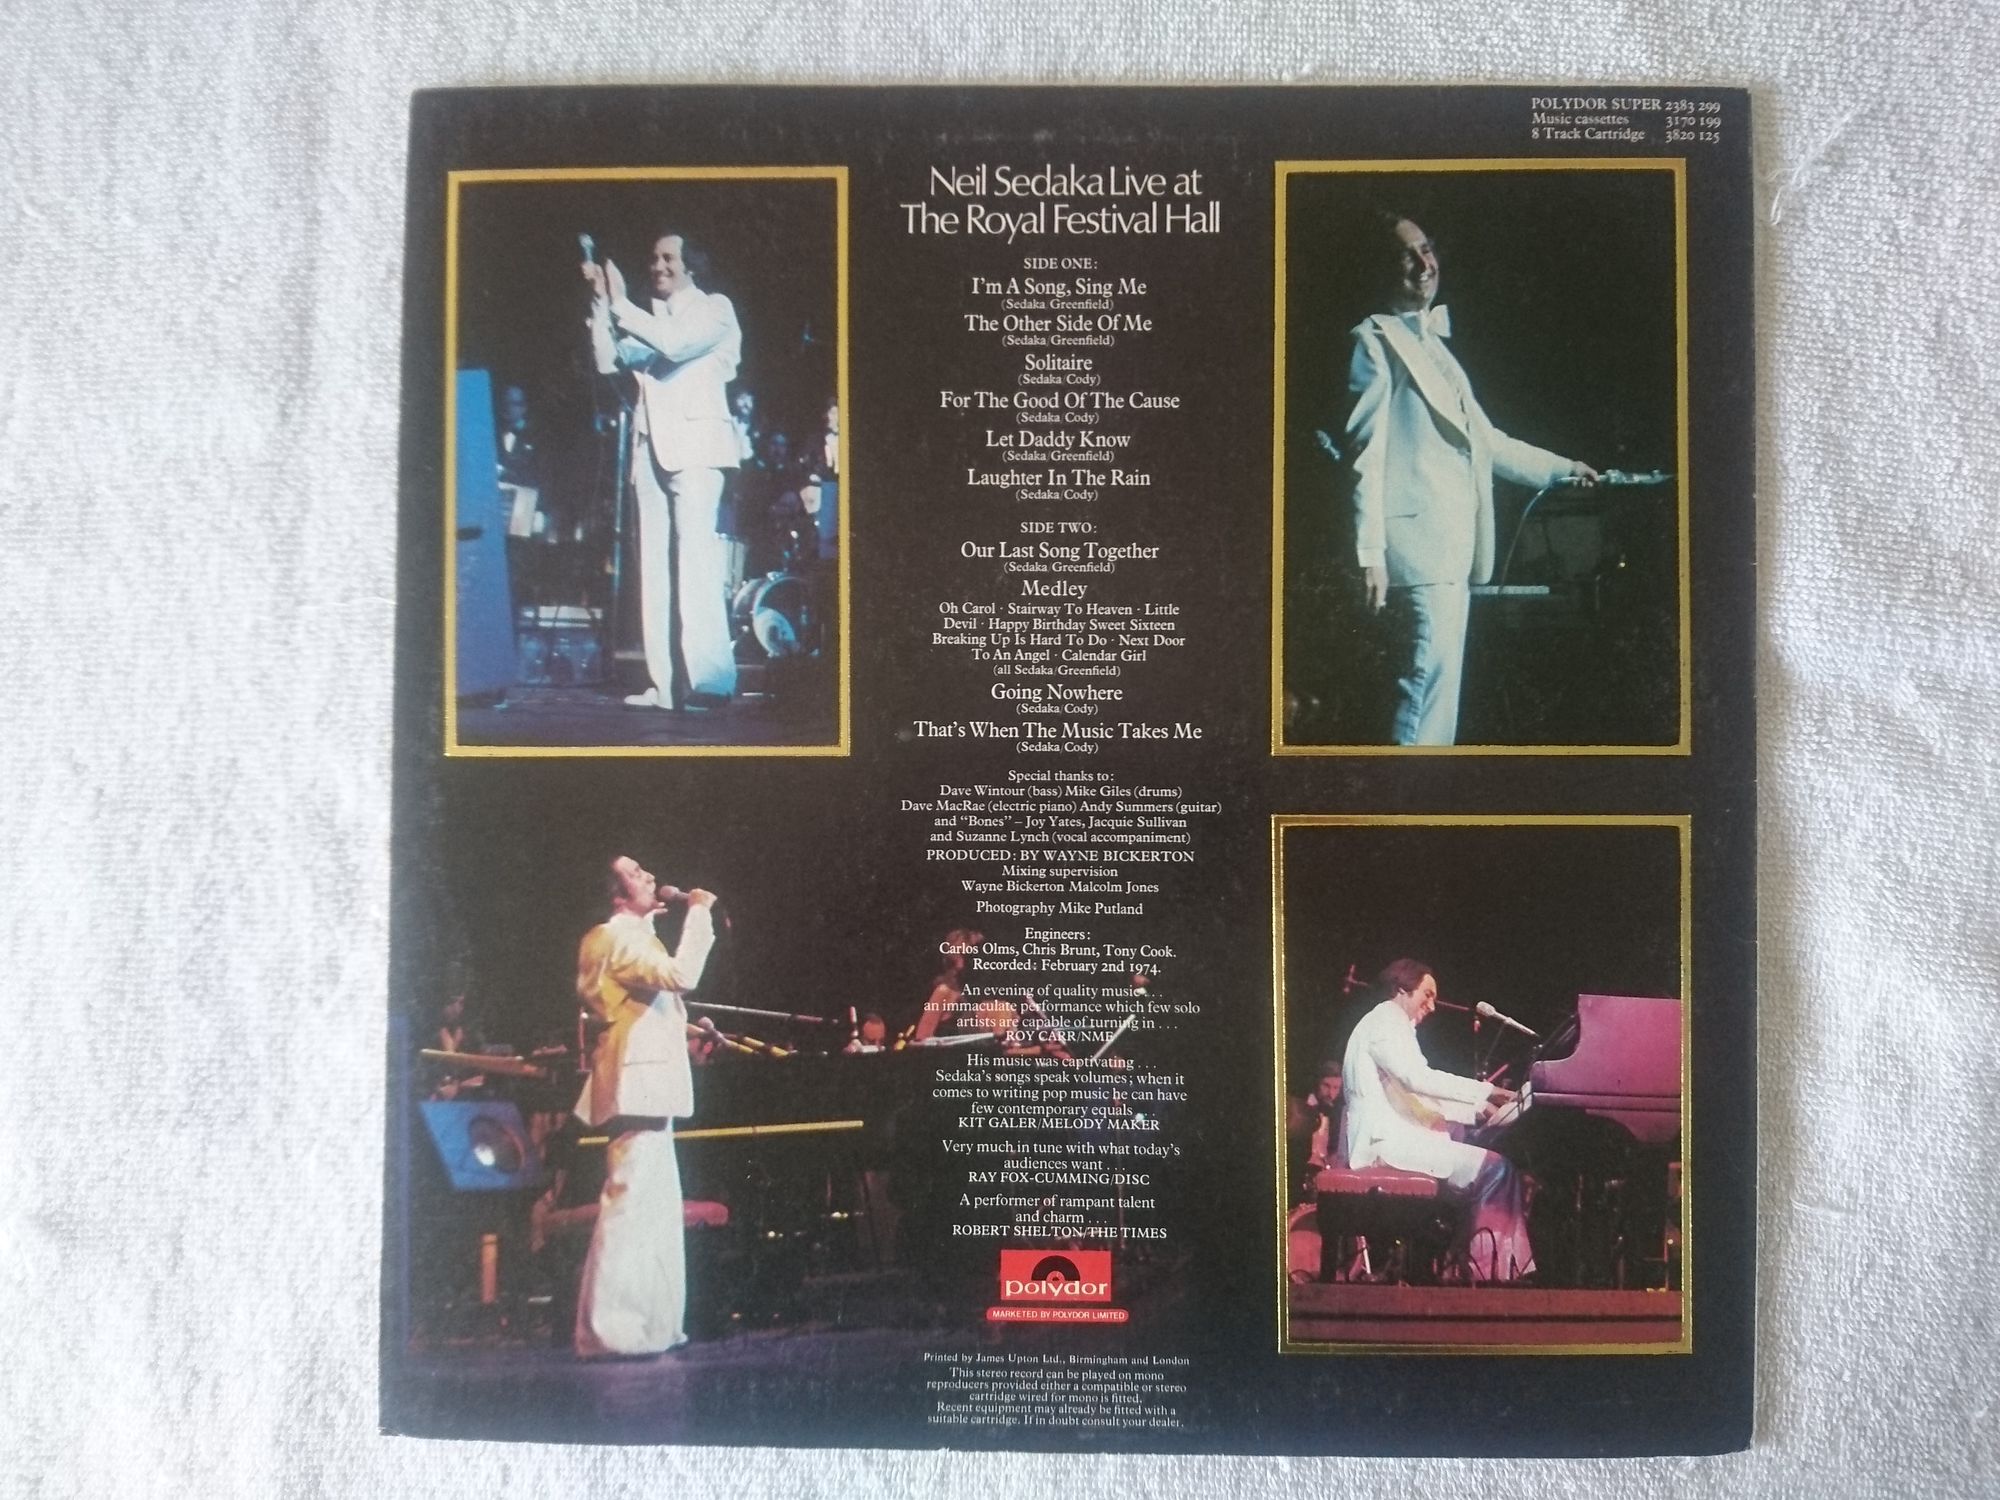 POLYDOR SUPER 2383 299
Music cassettes 3170 199
8 Track Cartridge 3820 125
Neil Sedaka Live at
The Royal Festival Hall
SIDE ONE:
I'm A Song, Sing Me
(Sedaka/Greenfield)
The Other Side Of Me
(Sedaka/Greenfield)
Solitaire
(Sedaka/Cody)
For The Good Of The Cause
(Sedaka/Cody)
Let Daddy Know
(Sedaka/Greenfield)
Laughter In The Rain
(Sedaka/Cody)
SIDE TWO:
Our Last Song Together
(Sedaka/Greenfield)
Medley
Oh Carol · Stairway To Heaven · Little
Devil · Happy Birthday Sweet Sixteen
Breaking Up Is Hard To Do · Next Door
To An Angel · Calendar Girl
(all Sedaka/Greenfield)
Going Nowhere
(Sedaka/Cody)
That's When The Music Takes Me
(Sedaka/Cody)
Special thanks to:
Dave Wintour (bass) Mike Giles (drums)
Dave MacRae (electric piano) Andy Summers (guitar)
and "Bones" – Joy Yates, Jacquie Sullivan
and Suzanne Lynch (vocal accompaniment)
PRODUCED: BY WAYNE BICKERTON
Mixing supervision
Wayne Bickerton Malcolm Jones
Photography Mike Putland
Engineers:
Carlos Olms, Chris Brunt, Tony Cook.
Recorded: February 2nd 1974.
An evening of quality music . . .
an immaculate performance which few solo
artists are capable of turning in . . .
ROY CARR/NME
His music was captivating . . .
Sedaka's songs speak volumes; when it
comes to writing pop music he can have
few contemporary equals . . .
KIT GALER/MELODY MAKER
Very much in tune with what today's
audiences want . . .
RAY FOX-CUMMING/DISC
A performer of rampant talent
and charm . . .
ROBERT SHELTON/THE TIMES
polydor
MARKETED BY POLYDOR LIMITED
Printed by James Upton Ltd., Birmingham and London
This stereo record can be played on mono
reproducers provided either a compatible or stereo
cartridge wired for mono is fitted.
Recent equipment may already be fitted with a
suitable cartridge. If in doubt consult your dealer.